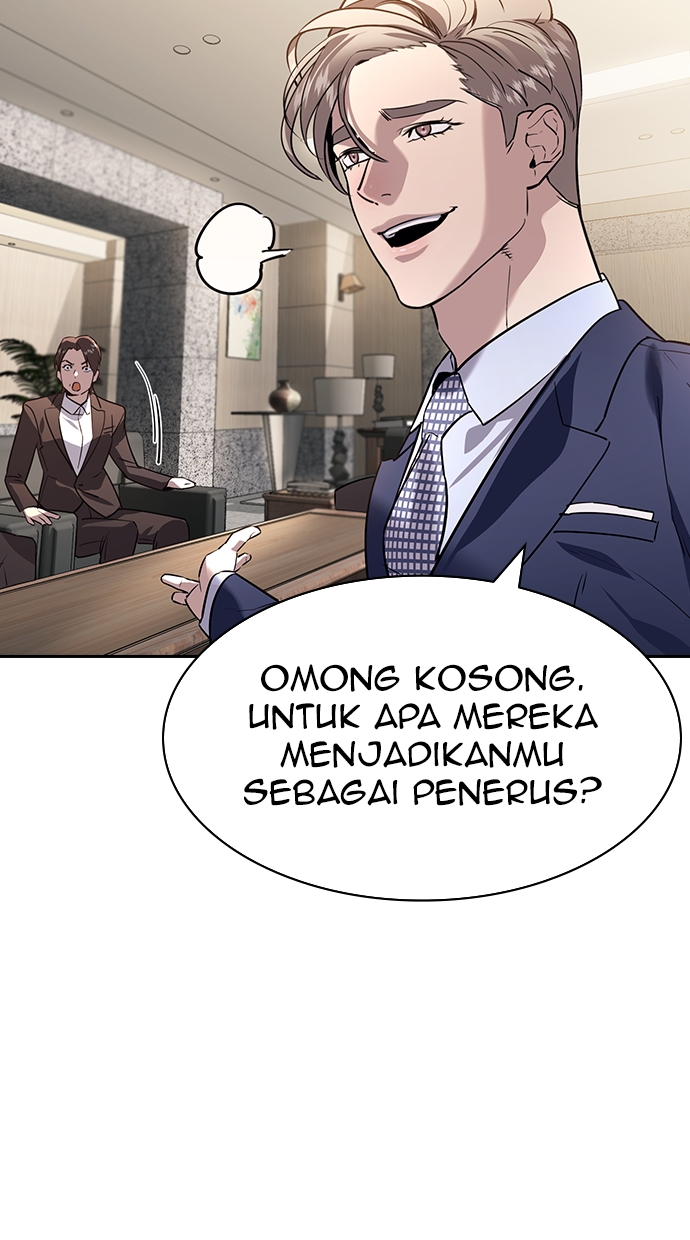 OMONG KOSONG.
UNTUK APA MEREKA
MENJADIKANMU
SEBAGAI PENERUS?